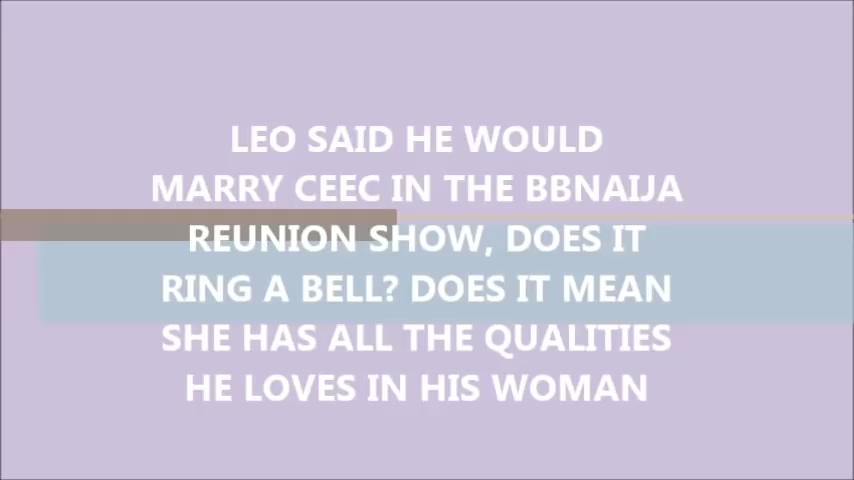 LEO SAID HE WOULD
MARRY CEEC IN THE BBNAIJA
REUNION SHOW, DOES IT
RING A BELL? DOES IT MEAN
SHE HAS ALL THE QUALITIES
HE LOVES IN HIS WOMAN